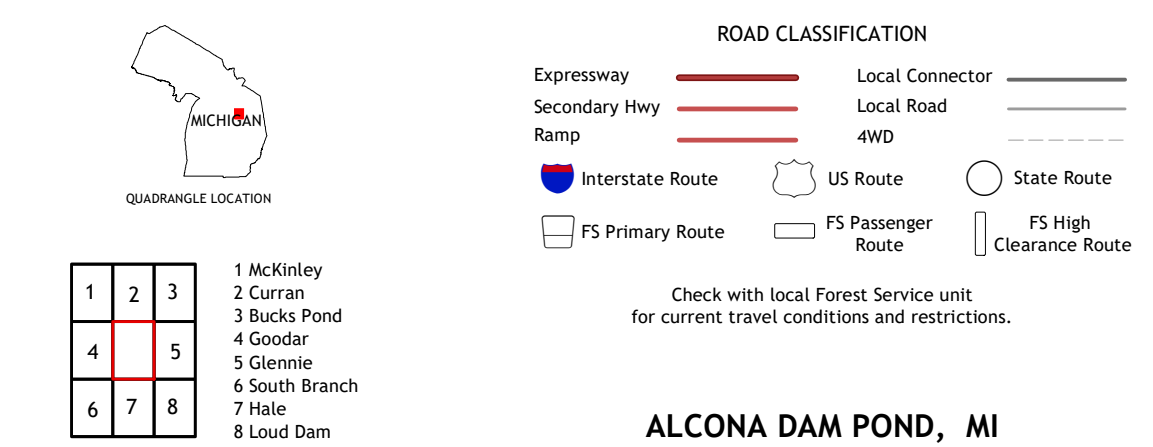 MICHIGAN
QUADRANGLE LOCATION
1 2 3
4 5
6 7 8
1 McKinley
2 Curran
3 Bucks Pond
4 Goodar
5 Glennie
6 South Branch
7 Hale
8 Loud Dam
ROAD CLASSIFICATION
Expressway
Secondary Hwy
Ramp
Local Connector
Local Road
4WD
Interstate Route
US Route
State Route
FS Primary Route
FS Passenger
Route
FS High
Clearance Route
Check with local Forest Service unit
for current travel conditions and restrictions.
ALCONA DAM POND, MI